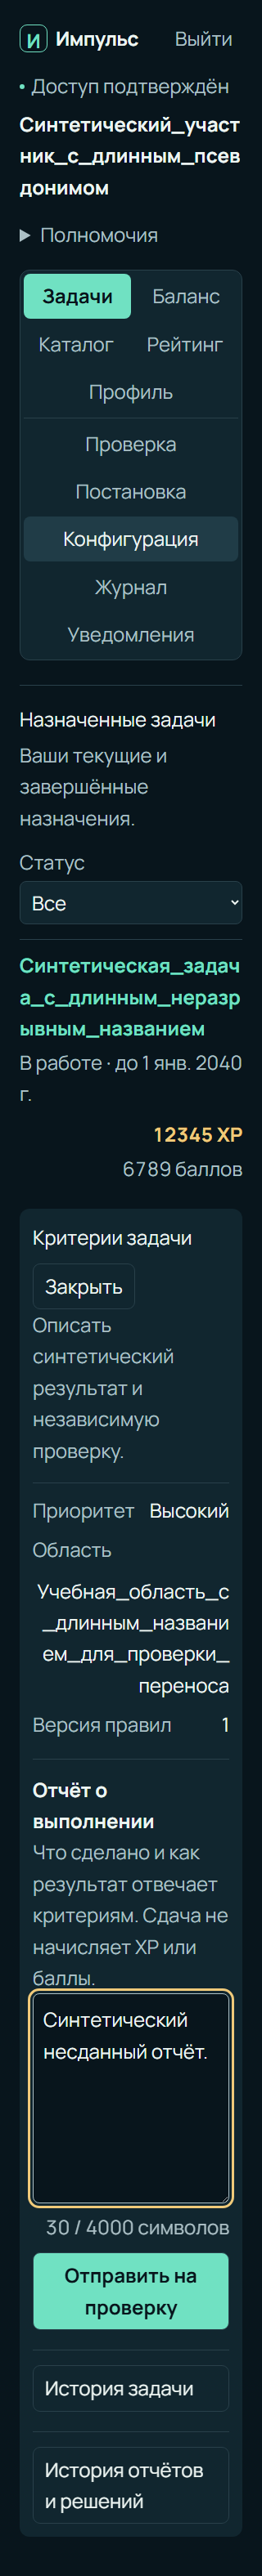 И Импульс Выйти
• Доступ подтверждён
Синтетический_участ
ник_с_длинным_псев
донимом
▶ Полномочия
Задачи Баланс
Каталог Рейтинг
Профиль
Проверка
Постановка
Конфигурация
Журнал
Уведомления
Назначенные задачи
Ваши текущие и
завершённые
назначения.
Статус
Все
Синтетическая_задач
а_с_длинным_неразр
ывным_названием
В работе · до 1 янв. 2040
г.
12345 XP
6789 баллов
Критерии задачи
Закрыть
Описать
синтетический
результат и
независимую
проверку.
Приоритет Высокий
Область
Учебная_область_с
_длинным_названи
ем_для_проверки_
переноса
Версия правил 1
Отчёт о
выполнении
Что сделано и как
результат отвечает
критериям. Сдача не
начисляет XP или
баллы.
Синтетический
несданный отчёт.
30 / 4000 символов
Отправить на
проверку
История задачи
История отчётов
и решений